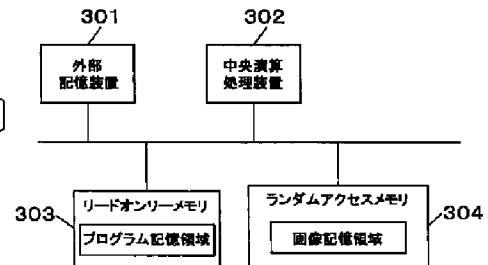 301
302
外部
記憶装置
中央演算
処理装置
リードオンリーメモリ
ランダムアクセスメモリ
303
プログラム記憶領域
画像記憶領域
304